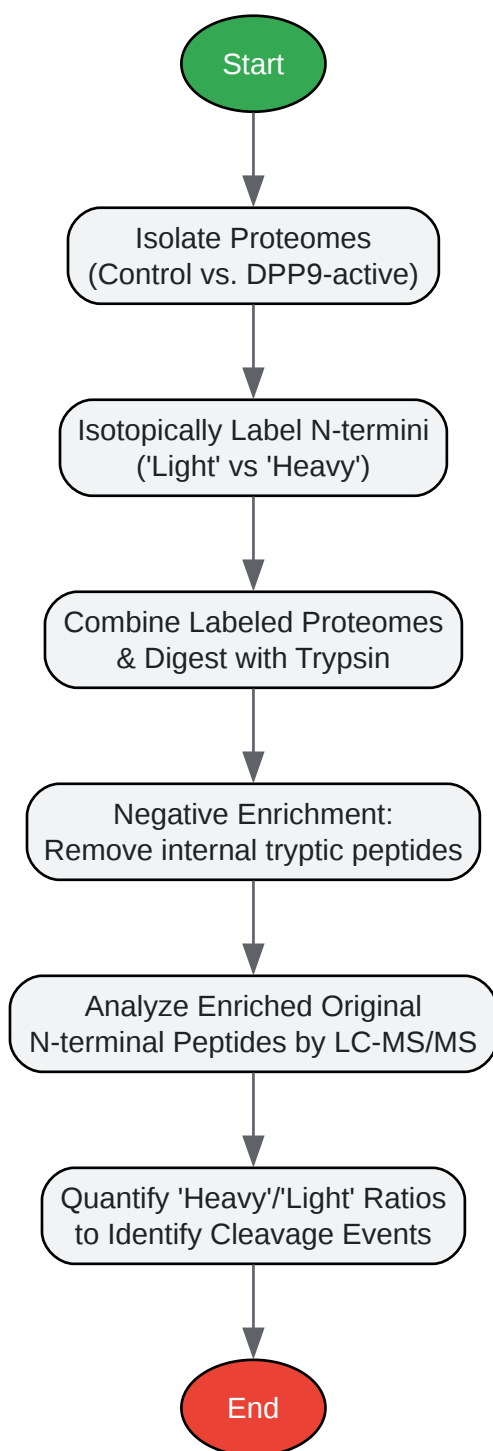 Start
Isolate Proteomes
(Control vs. DPP9-active)
Isotopically Label N-termini
('Light' vs 'Heavy')
Combine Labeled Proteomes
& Digest with Trypsin
Negative Enrichment:
Remove internal tryptic peptides
Analyze Enriched Original
N-terminal Peptides by LC-MS/MS
Quantify 'Heavy'/'Light' Ratios
to Identify Cleavage Events
End